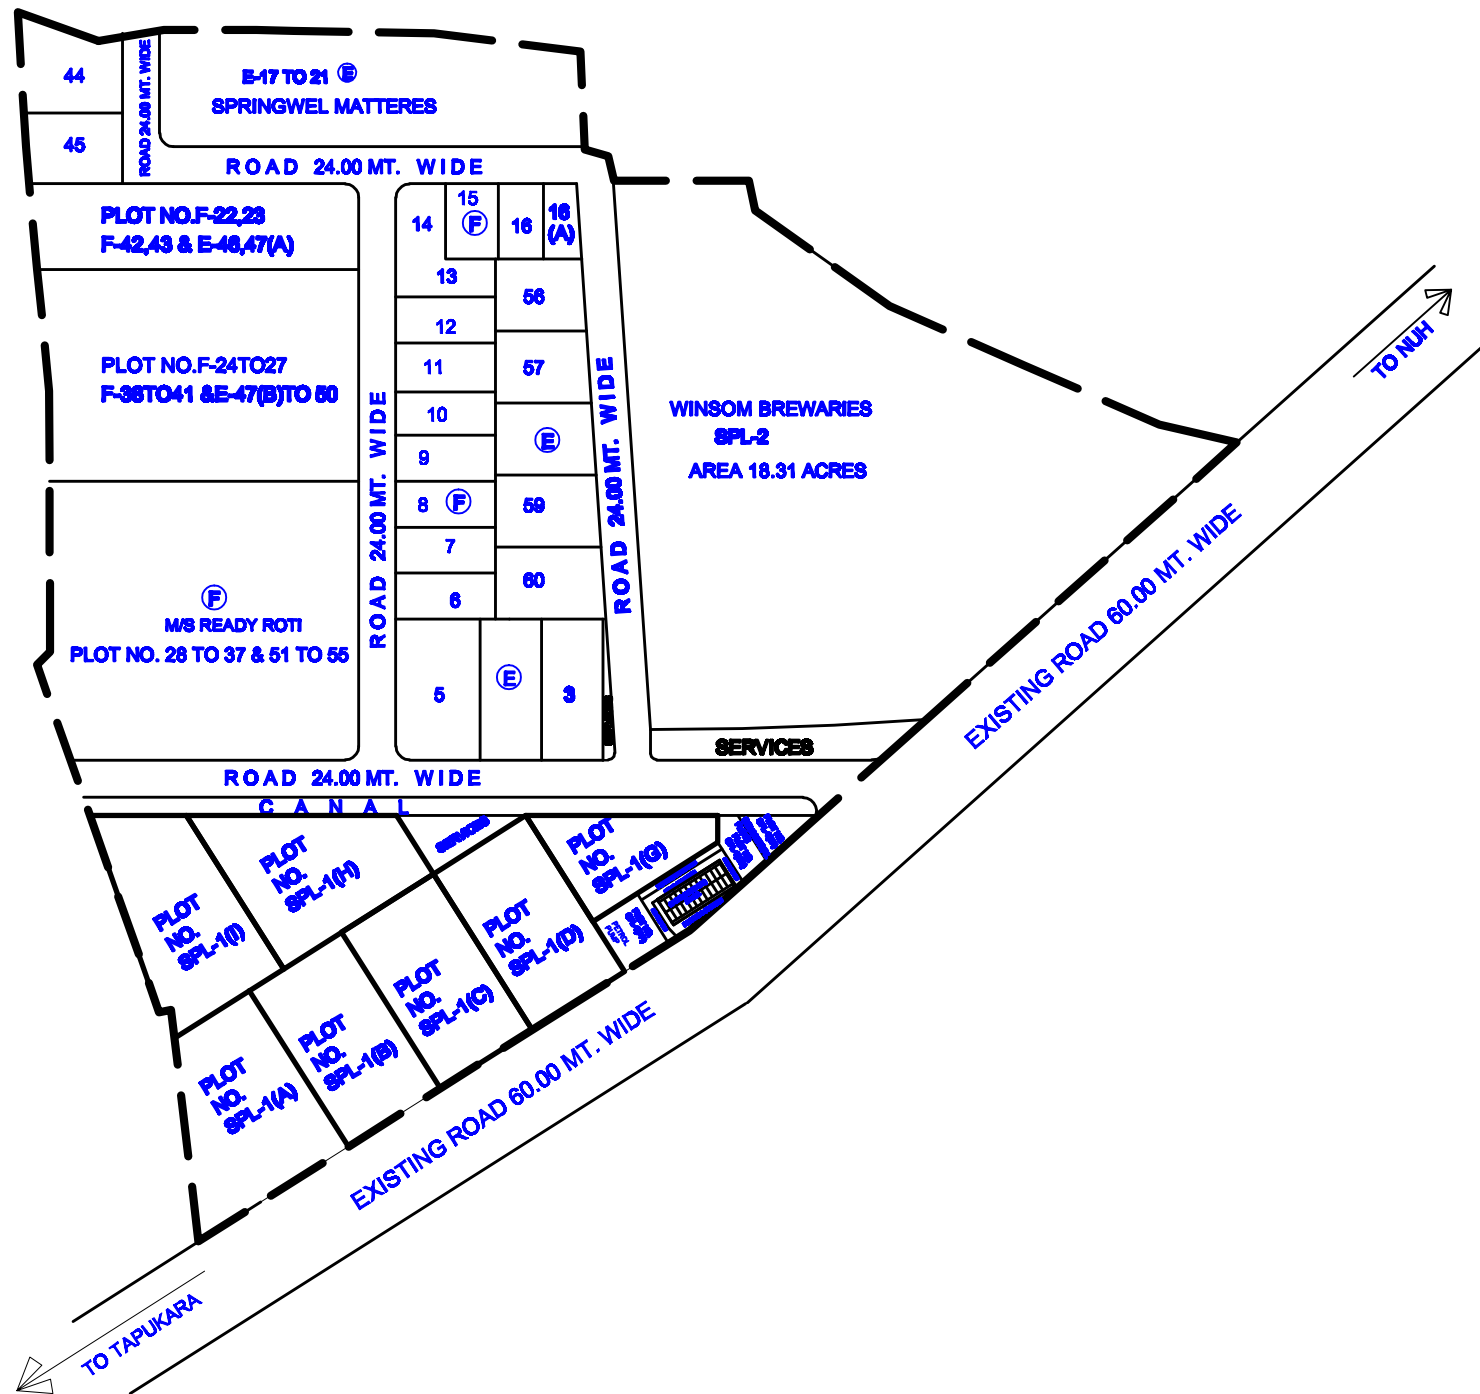 44
45
ROAD 24.00 MT. WIDE
E-17 TO 21 E
SPRINGWEL MATTERES
ROAD 24.00 MT. WIDE
PLOT NO.F-22,23
F-42,43 & E-46,47(A)
14
15
F
16
16
(A)
13
12
11
10
9
8 F
7
6
56
57
E
59
60
PLOT NO.F-24TO27
F-38TO41 &E-47(B)TO 50
ROAD 24.00 MT. WIDE
ROAD 24.00 MT. WIDE
WINSOM BREWARIES
SPL-2
AREA 18.31 ACRES
TO NUH
EXISTING ROAD 60.00 MT. WIDE
F
M/S READY ROTI
PLOT NO. 28 TO 37 & 51 TO 55
5
E
3
SERVICES
ROAD 24.00 MT. WIDE
CANAL
PLOT
NO.
SPL-1(I)
PLOT
NO.
SPL-1(H)
SERVICES
PLOT
NO.
SPL-1(G)
PLOT
NO.
SPL-1(D)
PETROL
PUMP
PLOT
NO.
SPL-1(C)
PLOT
NO.
SPL-1(B)
PLOT
NO.
SPL-1(A)
EXISTING ROAD 60.00 MT. WIDE
TO TAPUKARA